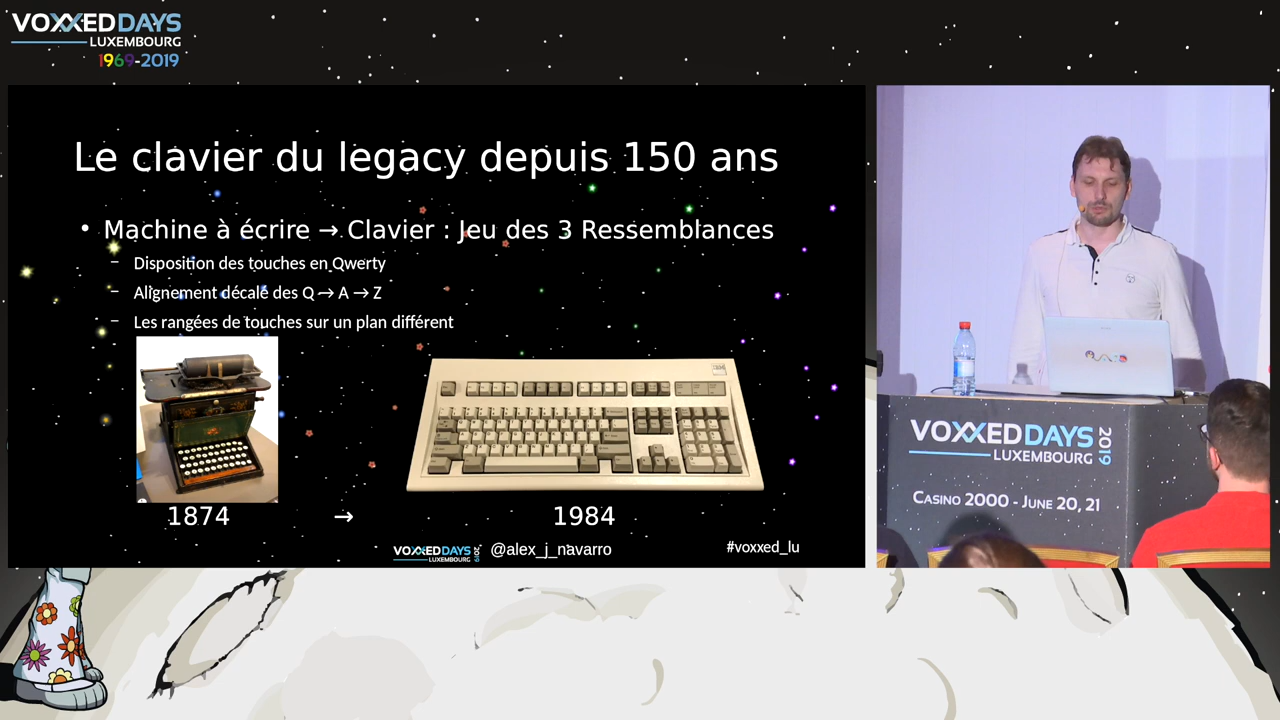 VOXXED DAYS
LUXEMBOURG
1969-2019
Le clavier du legacy depuis 150 ans
• Machine à écrire → Clavier : Jeu des 3 Ressemblances
– Disposition des touches en Qwerty
– Alignement décalé des Q → A → Z
– Les rangées de touches sur un plan différent
IBM
1874 → 1984
VOXXED DAYS 2019
LUXEMBOURG
@alex_j_navarro
#voxxed_lu
VOXXED DAYS 2019
LUXEMBOURG
Casino 2000 - June 20, 21